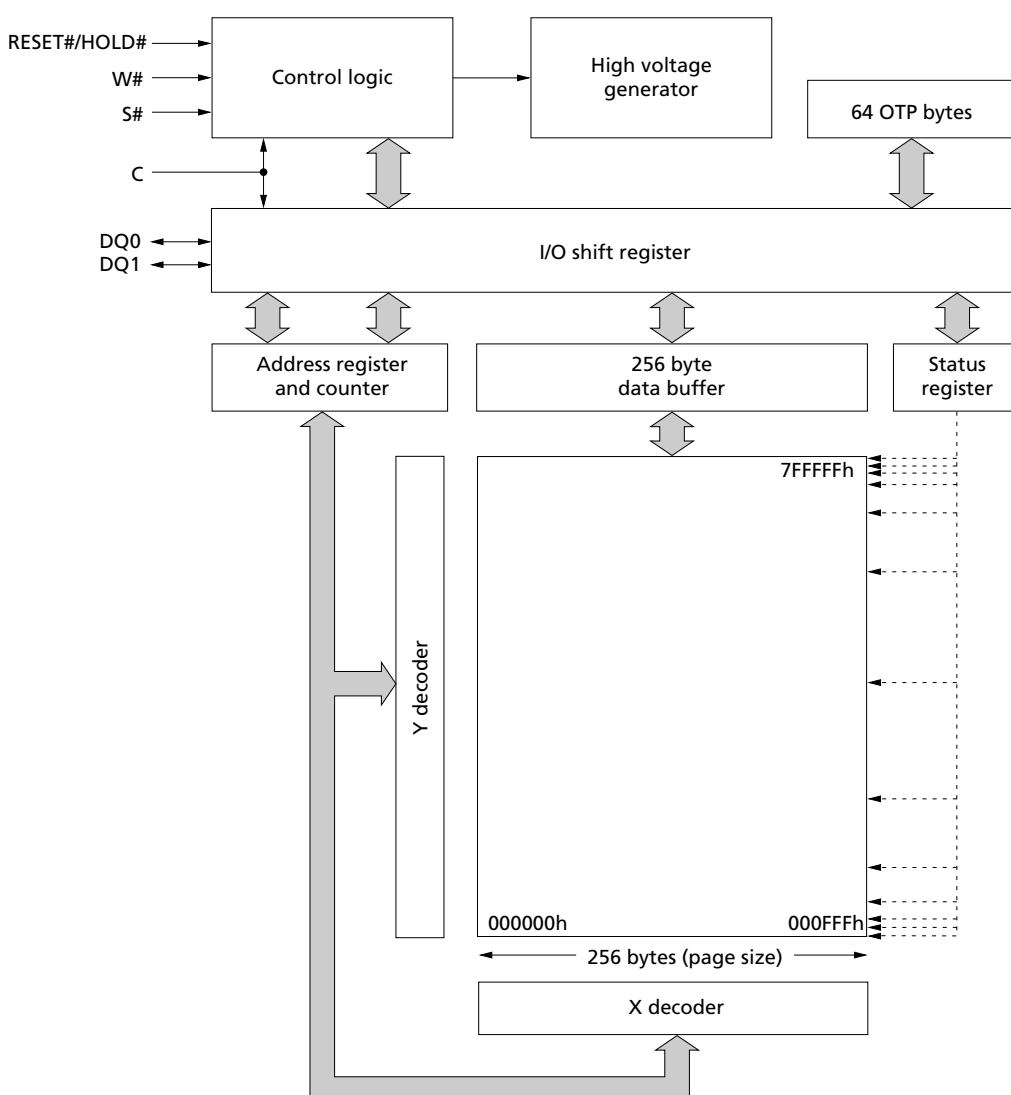 RESET#/HOLD#
W#
S#
C
Control logic
High voltage
generator
64 OTP bytes
DQ0
DQ1
I/O shift register
Address register
and counter
256 byte
data buffer
Status
register
Y decoder
7FFFFFh
000000h
000FFFh
256 bytes (page size)
X decoder